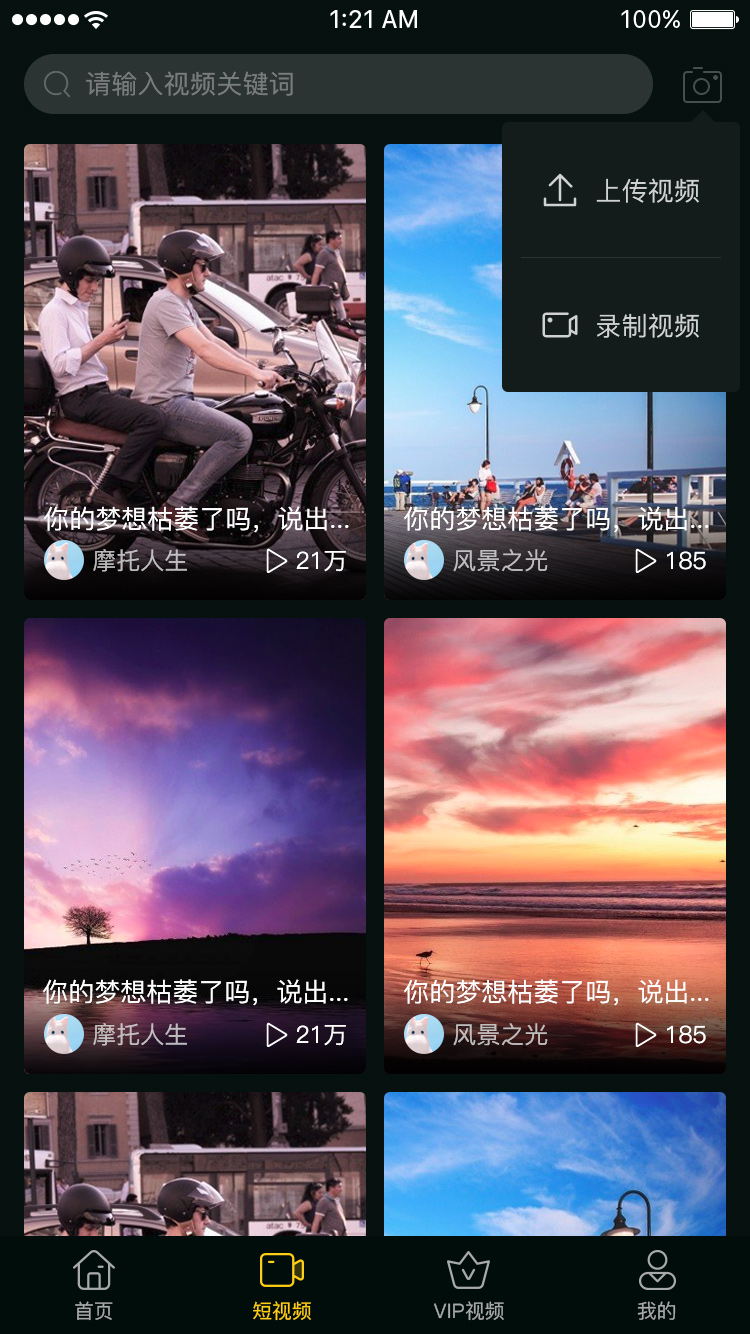 1:21 AM
100%
请输入视频关键词
上传视频
录制视频
你的梦想枯萎了吗，说出...
摩托人生
21万
你的梦想枯萎了吗，说出...
风景之光
185
你的梦想枯萎了吗，说出...
摩托人生
21万
你的梦想枯萎了吗，说出...
风景之光
185
首页
短视频
VIP视频
我的